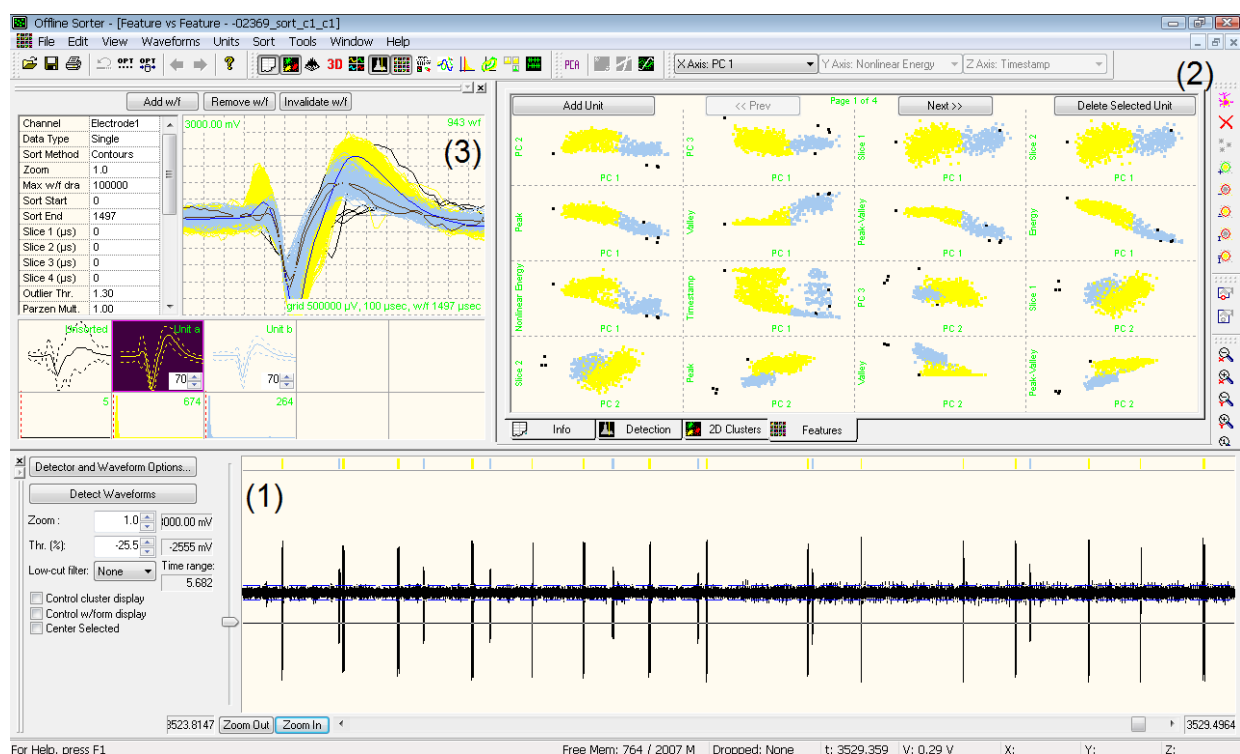 Offline Sorter - [Feature vs Feature - -02369_sort_c1_c1]
File Edit View Waveforms Units Sort Tools Window Help
OPT OPT ? 3D PCA X Axis: PC 1 Y Axis: Nonlinear Energy Z Axis: Timestamp
(2)
Add w/f Remove w/f Invalidate w/f
Channel Electrode1
Data Type Single
Sort Method Contours
Zoom 1.0
Max w/f dra 100000
Sort Start 0
Sort End 1497
Slice 1 (µs) 0
Slice 2 (µs) 0
Slice 3 (µs) 0
Slice 4 (µs) 0
Outlier Thr. 1.30
Parzen Mult. 1.00
3000.00 mV 943 wf
(3)
grid 500000 µV, 100 µsec, w/f 1497 µsec
Unsorted Unit a Unit b
70 70
5 674 264
Add Unit << Prev Page 1 of 4 Next >> Delete Selected Unit
PC 2 PC 3 Slice 1 Slice 2
PC 1 PC 1 PC 1 PC 1
Peak Valley Peak-Valley Energy
PC 1 PC 1 PC 1 PC 1
Nonlinear Energy Timestamp PC 3 Slice 1
PC 1 PC 1 PC 2 PC 2
Slice 2 Peak Valley Peak-Valley
PC 2 PC 2 PC 2 PC 2
Info Detection 2D Clusters Features
Detector and Waveform Options...
Detect Waveforms
Zoom : 1.0 3000.00 mV
Thr. (%): -25.5 -2555 mV
Low-cut filter: None Time range:
5.682
Control cluster display
Control w/form display
Center Selected
(1)
3523.8147 Zoom Out Zoom In 3529.4964
For Help, press F1 Free Mem: 764 / 2007 M Dropped: None t: 3529.359 V: 0.29 V X: Y: Z: